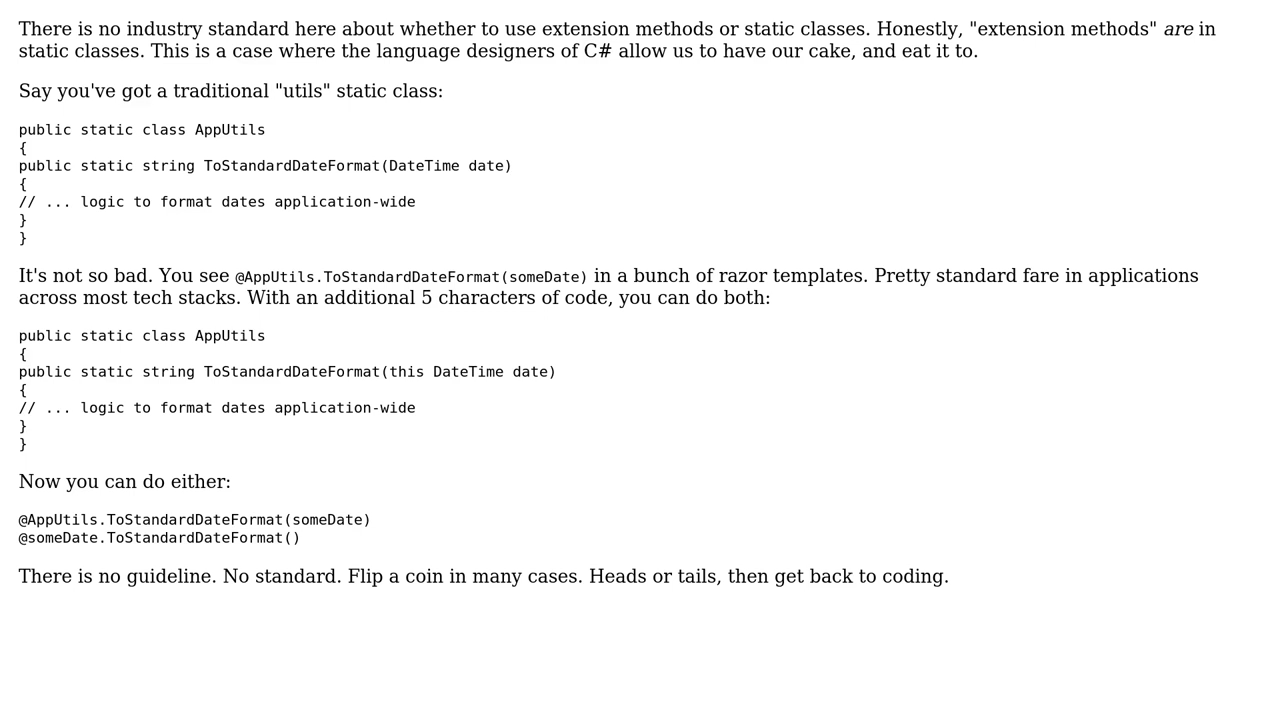 There is no industry standard here about whether to use extension methods or static classes. Honestly, "extension methods" are in
static classes. This is a case where the language designers of C# allow us to have our cake, and eat it to.
Say you've got a traditional "utils" static class:
public static class AppUtils
{
public static string ToStandardDateFormat(DateTime date)
{
// ... logic to format dates application-wide
}
}
It's not so bad. You see @AppUtils.ToStandardDateFormat(someDate) in a bunch of razor templates. Pretty standard fare in applications
across most tech stacks. With an additional 5 characters of code, you can do both:
public static class AppUtils
{
public static string ToStandardDateFormat(this DateTime date)
{
// ... logic to format dates application-wide
}
}
Now you can do either:
@AppUtils.ToStandardDateFormat(someDate)
@someDate.ToStandardDateFormat()
There is no guideline. No standard. Flip a coin in many cases. Heads or tails, then get back to coding.